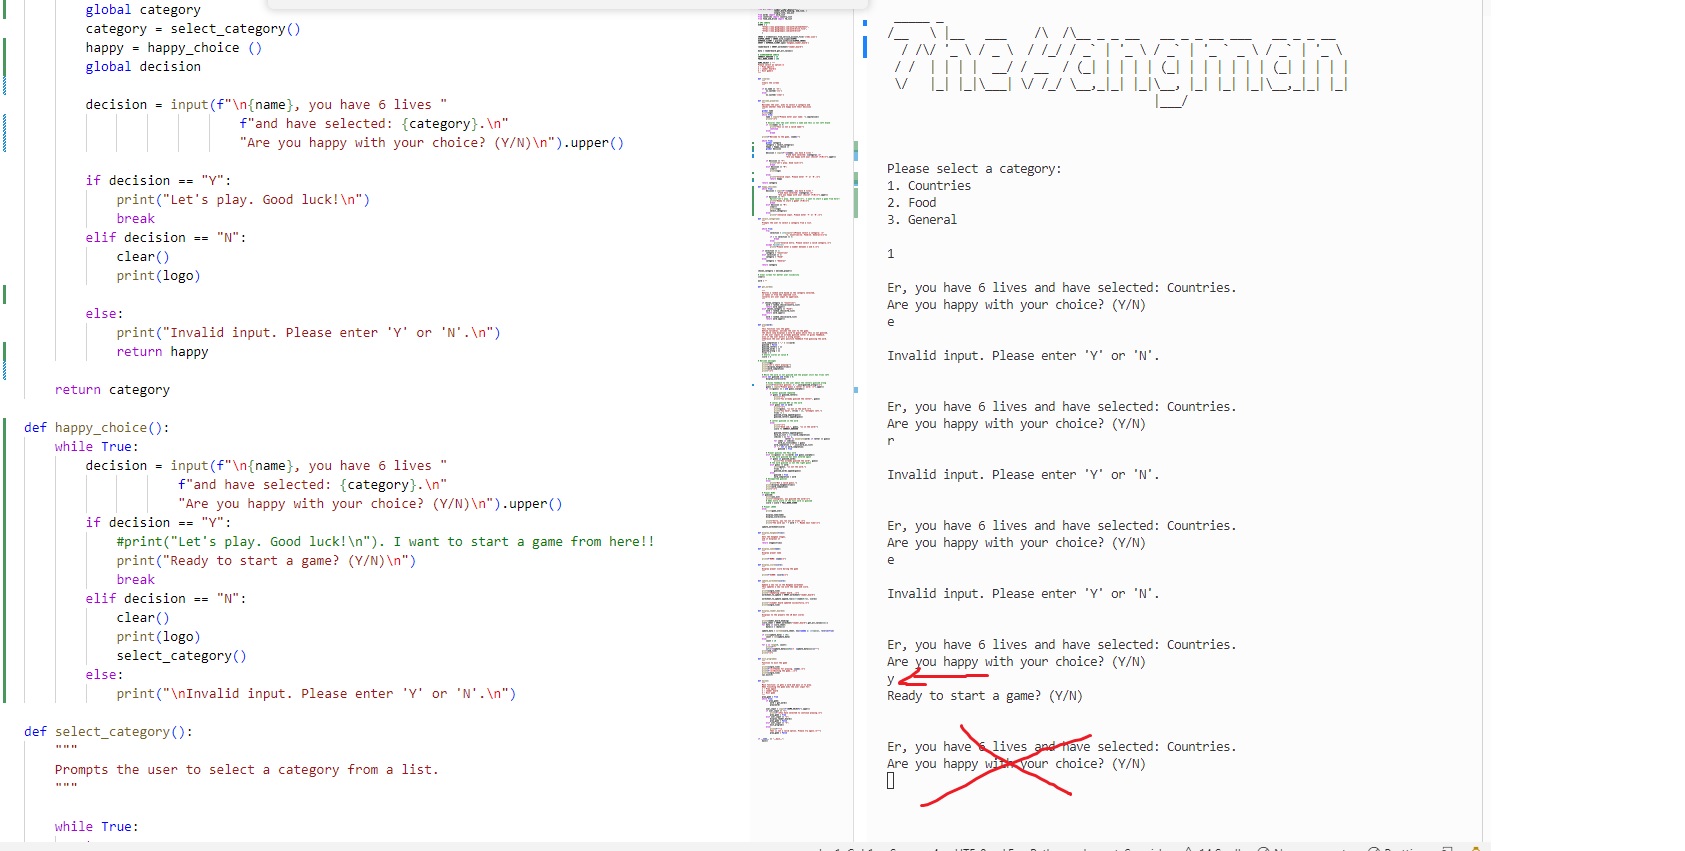 global category
category = select_category()
happy = happy_choice ()
global decision
decision = input(f"\n{name}, you have 6 lives "
f"and have selected: {category}.\n"
"Are you happy with your choice? (Y/N)\n").upper()
if decision == "Y":
print("Let's play. Good luck!\n")
break
elif decision == "N":
clear()
print(logo)
else:
print("Invalid input. Please enter 'Y' or 'N'.\n")
return happy
return category
def happy_choice():
while True:
decision = input(f"\n{name}, you have 6 lives "
f"and have selected: {category}.\n"
"Are you happy with your choice? (Y/N)\n").upper()
if decision == "Y":
#print("Let's play. Good luck!\n"). I want to start a game from here!!
print("Ready to start a game? (Y/N)\n")
break
elif decision == "N":
clear()
print(logo)
select_category()
else:
print("\nInvalid input. Please enter 'Y' or 'N'.\n")
def select_category():
"""
Prompts the user to select a category from a list.
"""
while True:
The Hangman
Please select a category:
1. Countries
2. Food
3. General
1
Er, you have 6 lives and have selected: Countries.
Are you happy with your choice? (Y/N)
e
Invalid input. Please enter 'Y' or 'N'.
Er, you have 6 lives and have selected: Countries.
Are you happy with your choice? (Y/N)
r
Invalid input. Please enter 'Y' or 'N'.
Er, you have 6 lives and have selected: Countries.
Are you happy with your choice? (Y/N)
e
Invalid input. Please enter 'Y' or 'N'.
Er, you have 6 lives and have selected: Countries.
Are you happy with your choice? (Y/N)
y
Ready to start a game? (Y/N)
Er, you have 6 lives and have selected: Countries.
Are you happy with your choice? (Y/N)